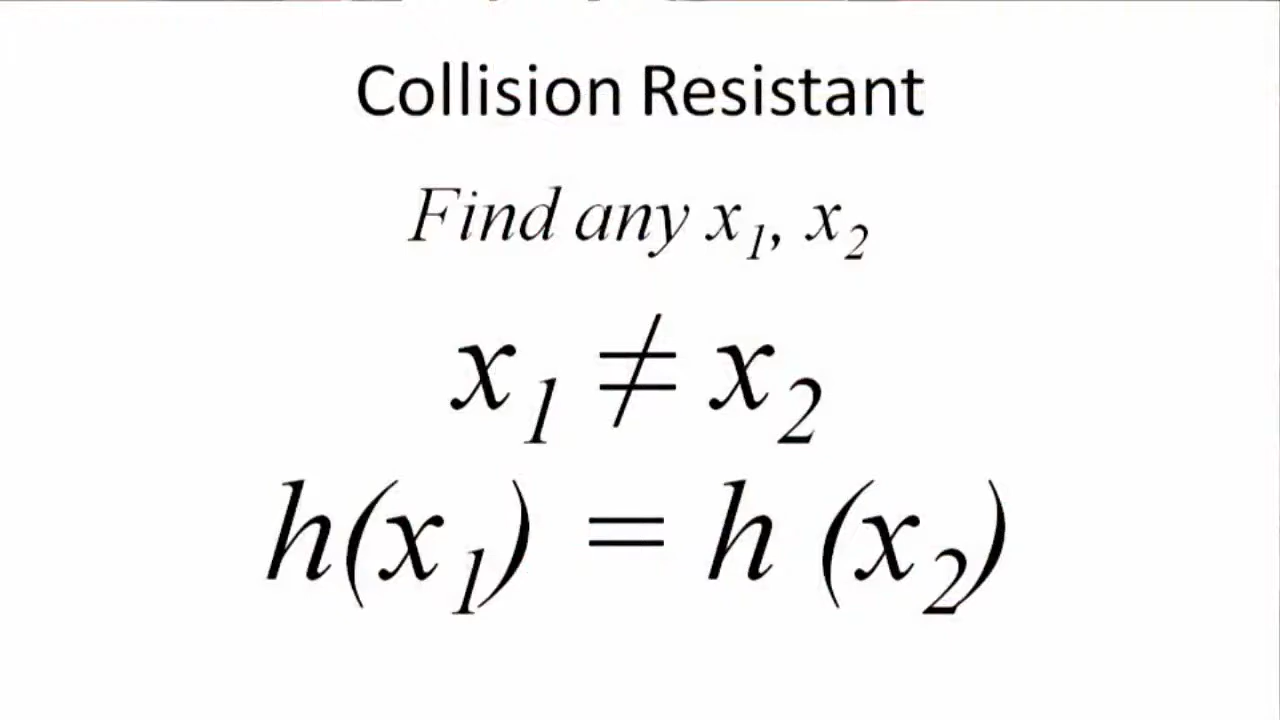 Collision Resistant
Find any x₁, x₂
x₁ ≠ x₂
h(x₁) = h (x₂)